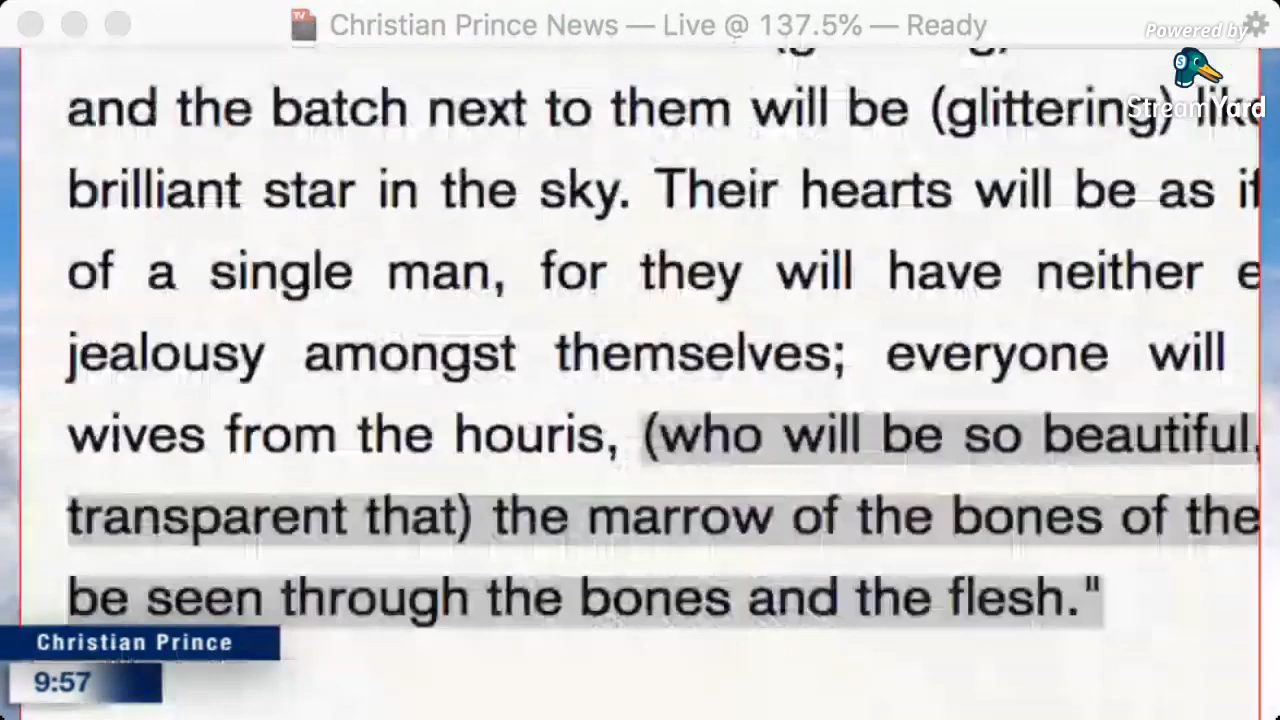 Christian Prince News — Live @ 137.5% — Ready
Powered by
StreamYard
and the batch next to them will be (glittering) like
brilliant star in the sky. Their hearts will be as if
of a single man, for they will have neither
jealousy amongst themselves; everyone will
wives from the houris, (who will be so beautiful,
transparent that) the marrow of the bones of the
be seen through the bones and the flesh."
Christian Prince
9:57